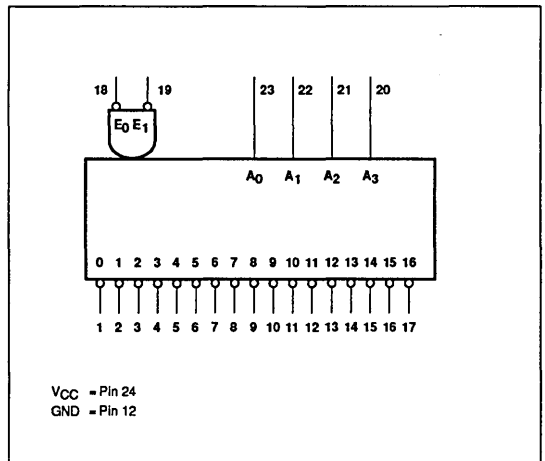 18 19 23 22 21 20
E0 E1
A0 A1 A2 A3
0 1 2 3 4 5 6 7 8 9 10 11 12 13 14 15 16
1 2 3 4 5 6 7 8 9 10 11 12 13 14 15 16 17
VCC = Pin 24
GND = Pin 12